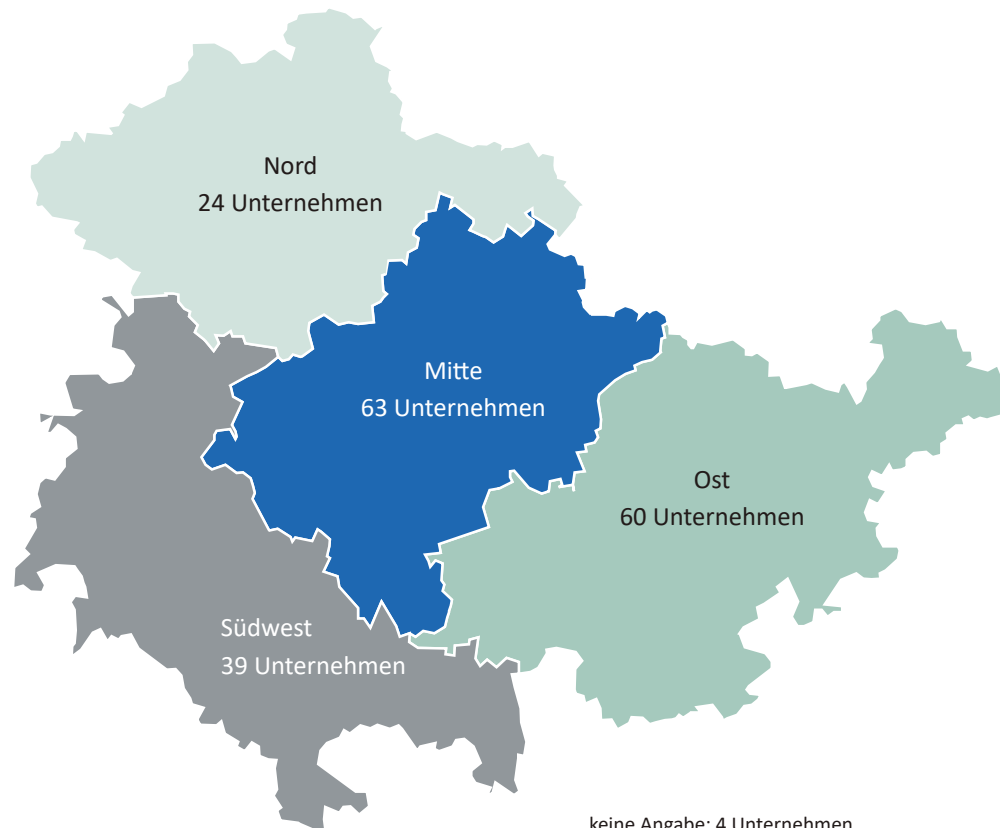 Nord
24 Unternehmen
Mitte
63 Unternehmen
Ost
60 Unternehmen
Südwest
39 Unternehmen
keine Angabe: 4 Unternehmen